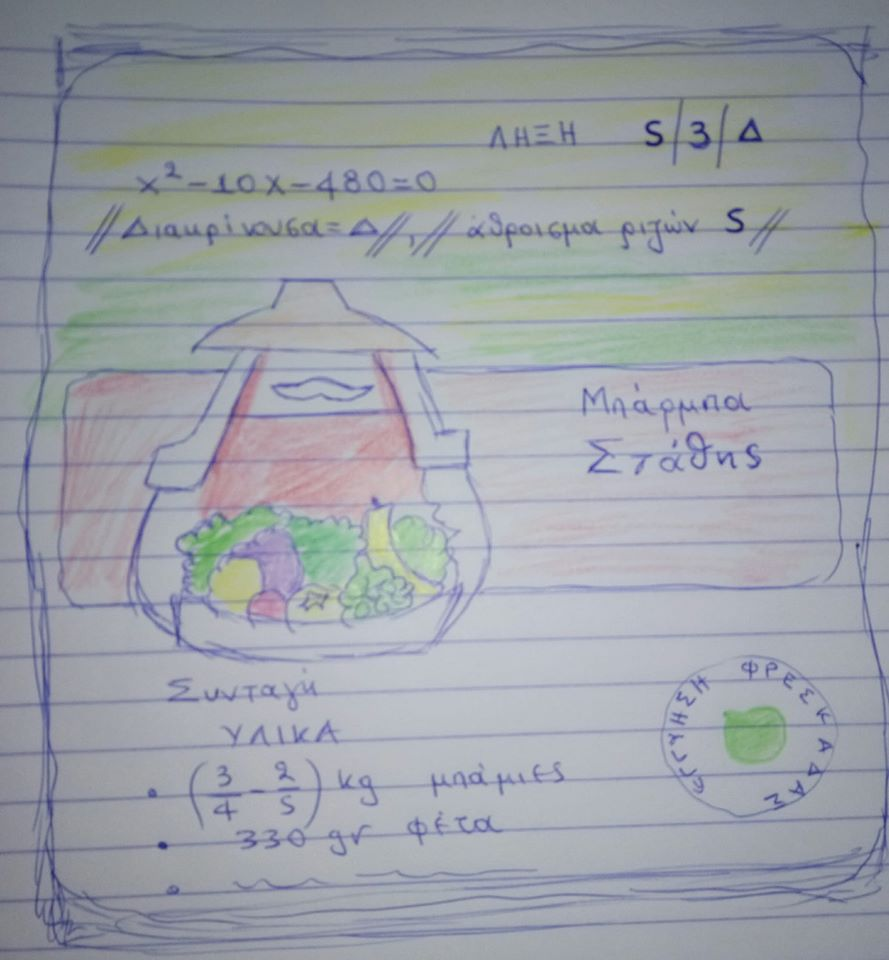 ΛΗΞΗ S/3/Δ
x² - 10x - 480 = 0
// Διακρίνουσα = Δ // , // άθροισμα ριζών S //
Μπάρμπα
Στάθης
Συνταγή
ΥΛΙΚΑ
• (3/4 - 2/5) kg μπάμιες
• 330 gr φέτα
•
ΕΓΓΥΗΣΗ ΦΡΕΣΚΑΔΑΣ